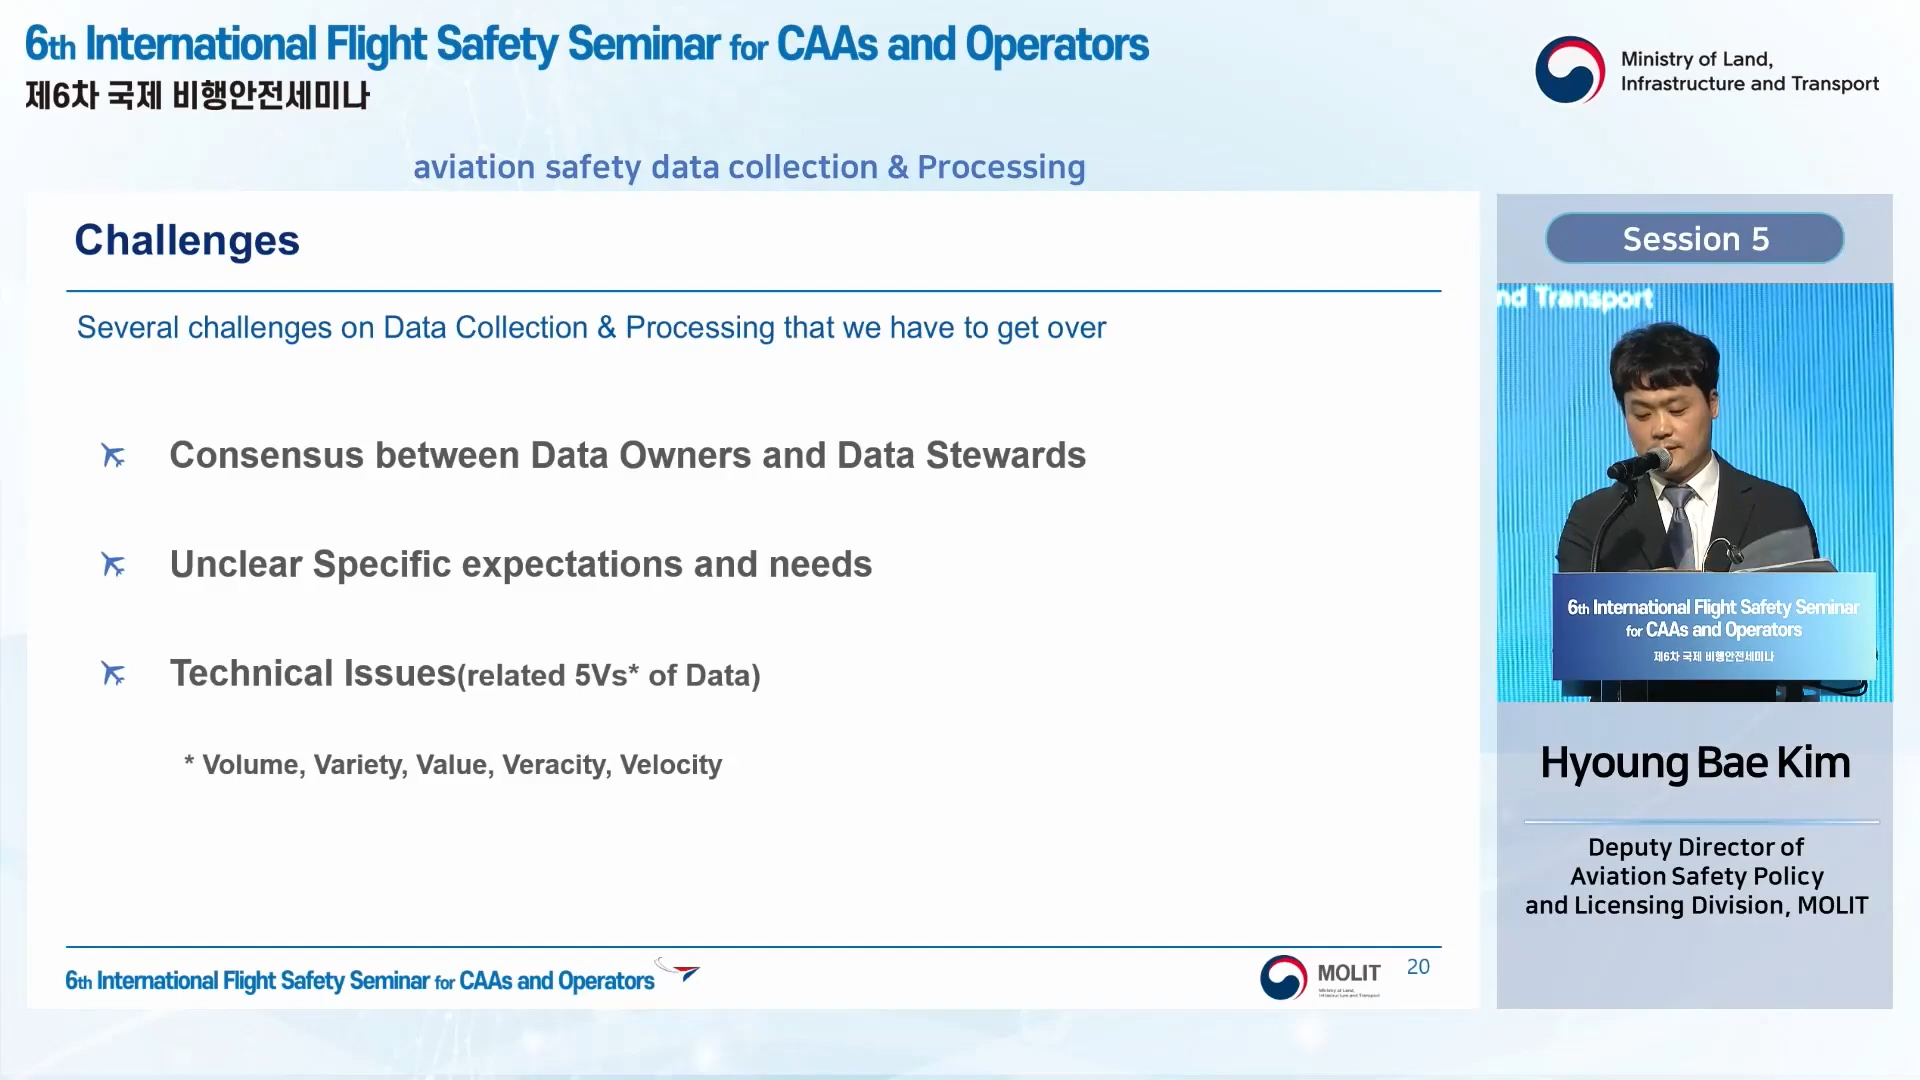 6th International Flight Safety Seminar for CAAs and Operators
제6차 국제 비행안전세미나
Ministry of Land,
Infrastructure and Transport
aviation safety data collection & Processing
Challenges
Several challenges on Data Collection & Processing that we have to get over
Consensus between Data Owners and Data Stewards
Unclear Specific expectations and needs
Technical Issues(related 5Vs* of Data)
* Volume, Variety, Value, Veracity, Velocity
6th International Flight Safety Seminar for CAAs and Operators
MOLIT
Ministry of Land,
Infrastructure and Transport
20
Session 5
nd Transport
6th International Flight Safety Seminar
for CAAs and Operators
제6차 국제 비행안전세미나
Hyoung Bae Kim
Deputy Director of
Aviation Safety Policy
and Licensing Division, MOLIT